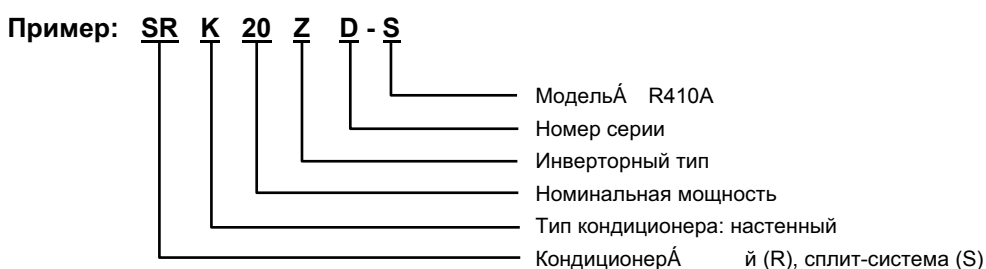 Пример: SR K 20 Z D - S
МодельÁ R410A
Номер серии
Инверторный тип
Номинальная мощность
Тип кондиционера: настенный
КондиционерÁ й (R), сплит-система (S)